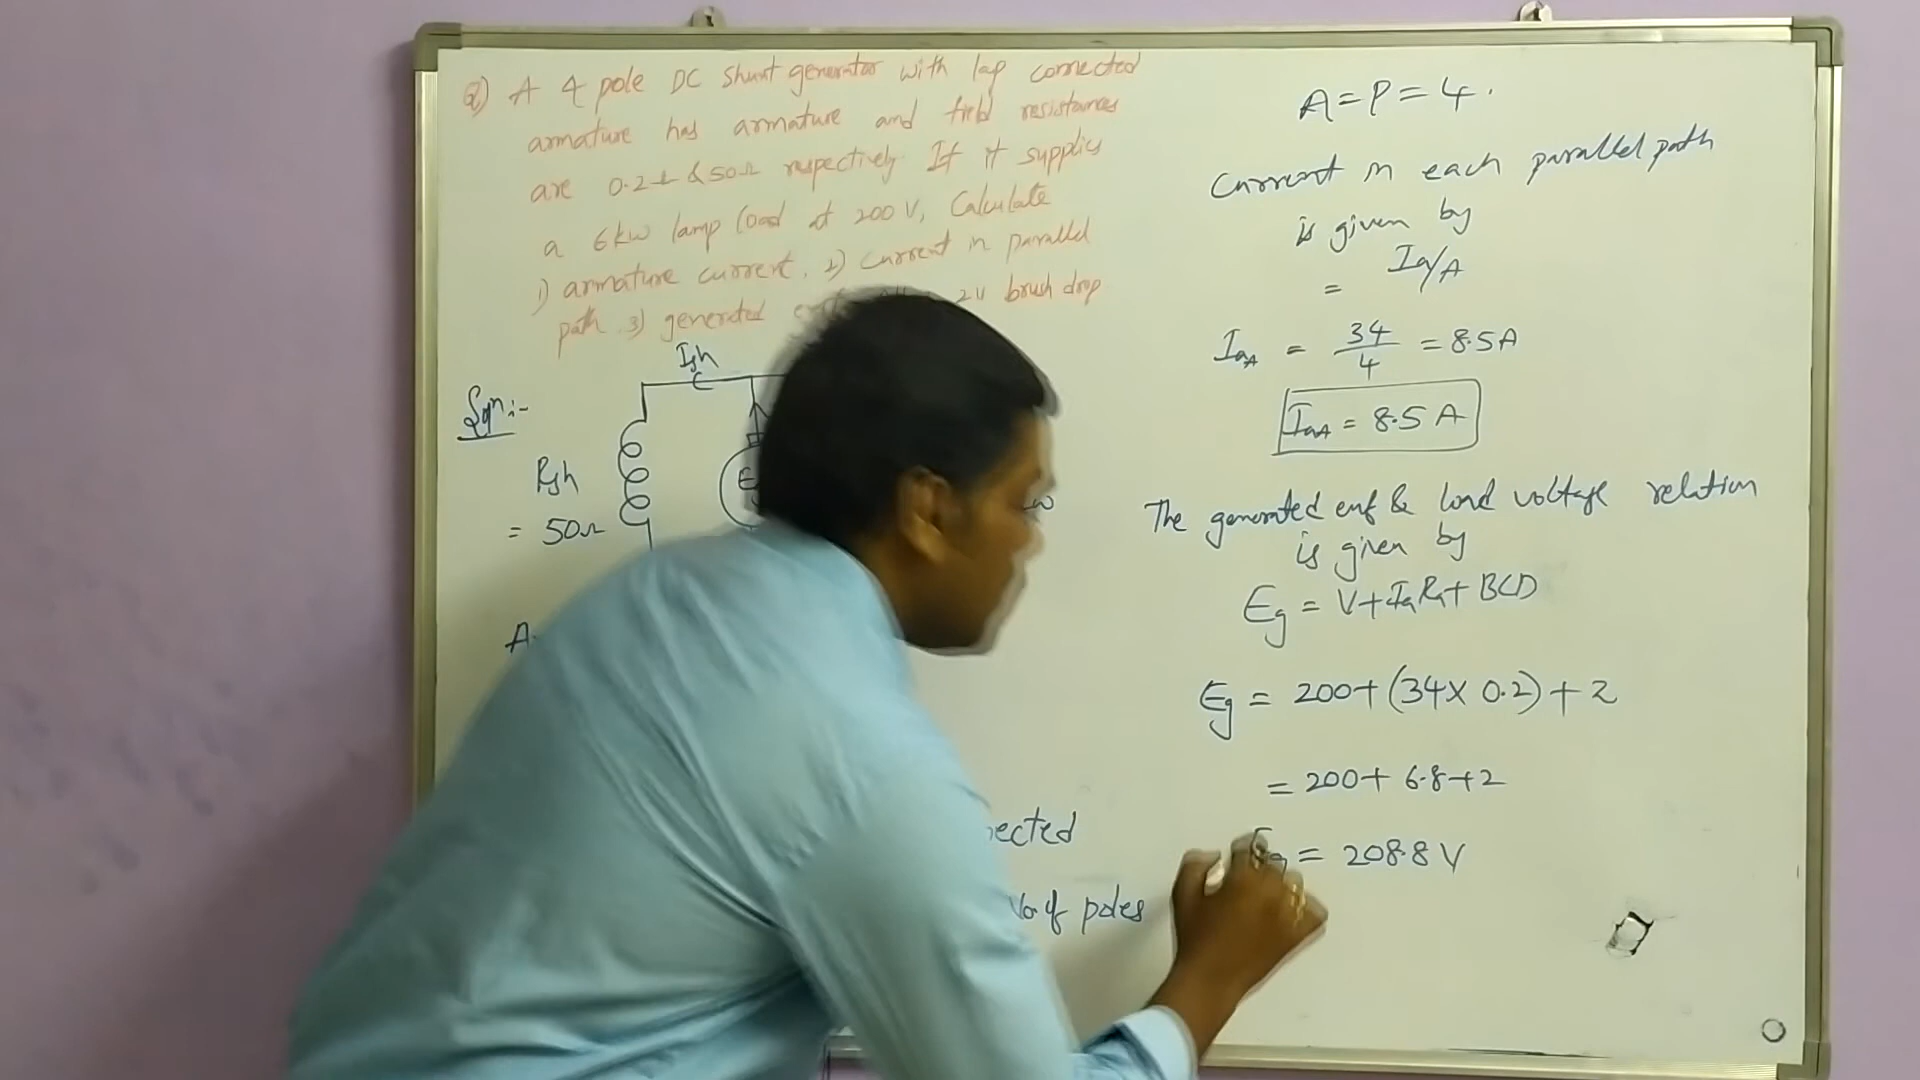 Q) A 4 pole DC shunt generator with lap connected
armature has armature and field resistances
are 0.2Ω & 50Ω respectively. If it supplies
a 6kW lamp load at 200 V, Calculate
1) armature current. 2) current in parallel
path. 3) generated 2V brush drop
Ish
Soln:-
Rsh
= 50Ω
E
W
A
nected
No. of poles
A = P = 4.
Current in each parallel path
is given by
= Ia/A
IaA = 34/4 = 8.5A
IaA = 8.5 A
The generated emf & load voltage relation
is given by
Eg = V + IaRa + BCD
Eg = 200 + (34 x 0.2) + 2
= 200 + 6.8 + 2
Eg = 208.8 V